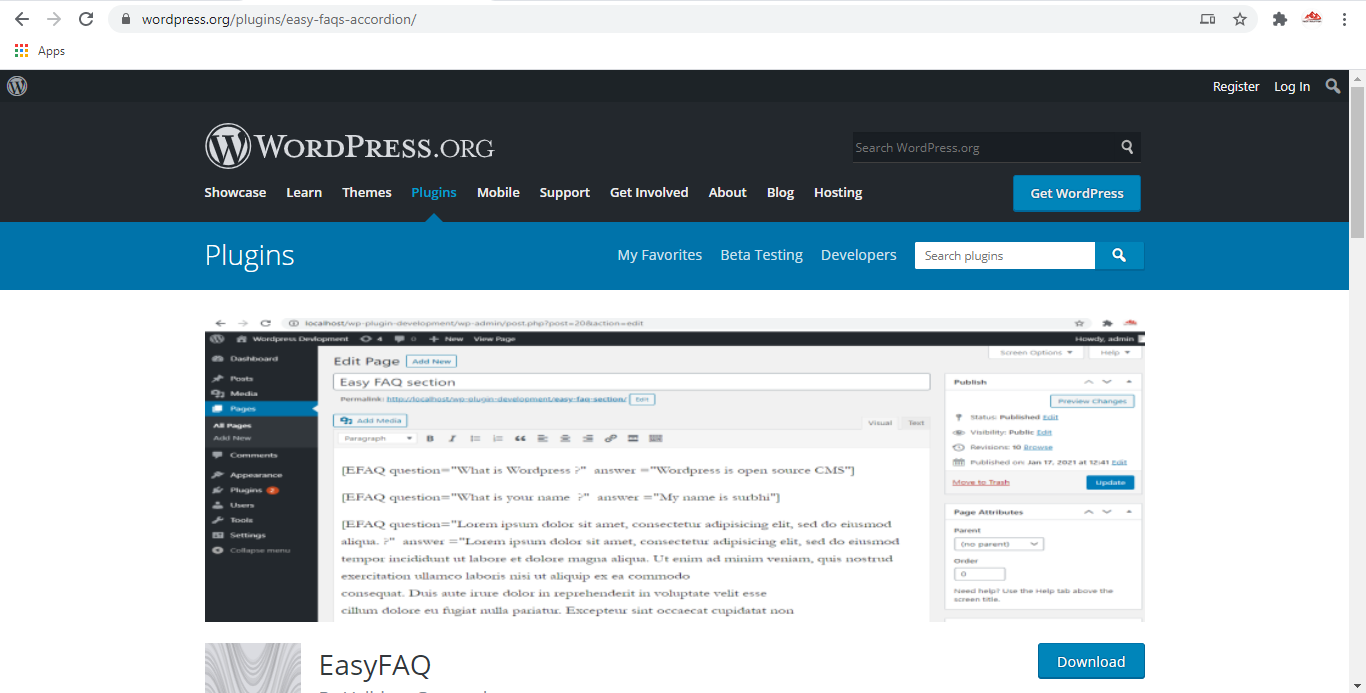 wordpress.org/plugins/easy-faqs-accordion/
Apps
Register Log In
WORDPRESS.ORG
Search WordPress.org
Showcase Learn Themes Plugins Mobile Support Get Involved About Blog Hosting
Get WordPress
Plugins
My Favorites Beta Testing Developers
Search plugins
localhost/wp-plugin-development/wp-admin/post.php?post=20&action=edit
Wordpress Devlopment 4 0 New View Page Howdy, admin
Screen Options Help
Dashboard
Posts
Media
Pages
All Pages
Add New
Comments
Appearance
Plugins 2
Users
Tools
Settings
Collapse menu
Edit Page Add New
Easy FAQ section
Permalink: http://localhost/wp-plugin-development/easy-faq-section/ Edit
Add Media
Visual Text
Paragraph
[EFAQ question="What is Wordpress ?" answer ="Wordpress is open source CMS"]
[EFAQ question="What is your name ?" answer ="My name is surbhi"]
[EFAQ question="Lorem ipsum dolor sit amet, consectetur adipisicing elit, sed do eiusmod
aliqua. ?" answer ="Lorem ipsum dolor sit amet, consectetur adipisicing elit, sed do eiusmod
tempor incididunt ut labore et dolore magna aliqua. Ut enim ad minim veniam, quis nostrud
exercitation ullamco laboris nisi ut aliquip ex ea commodo
consequat. Duis aute irure dolor in reprehenderit in voluptate velit esse
cillum dolore eu fugiat nulla pariatur. Excepteur sint occaecat cupidatat non
Publish
Preview Changes
Status: Published Edit
Visibility: Public Edit
Revisions: 10 Browse
Published on: Jan 17, 2021 at 12:41 Edit
Move to Trash Update
Page Attributes
Parent
(no parent)
Order
0
Need help? Use the Help tab above the
screen title.
EasyFAQ
Download